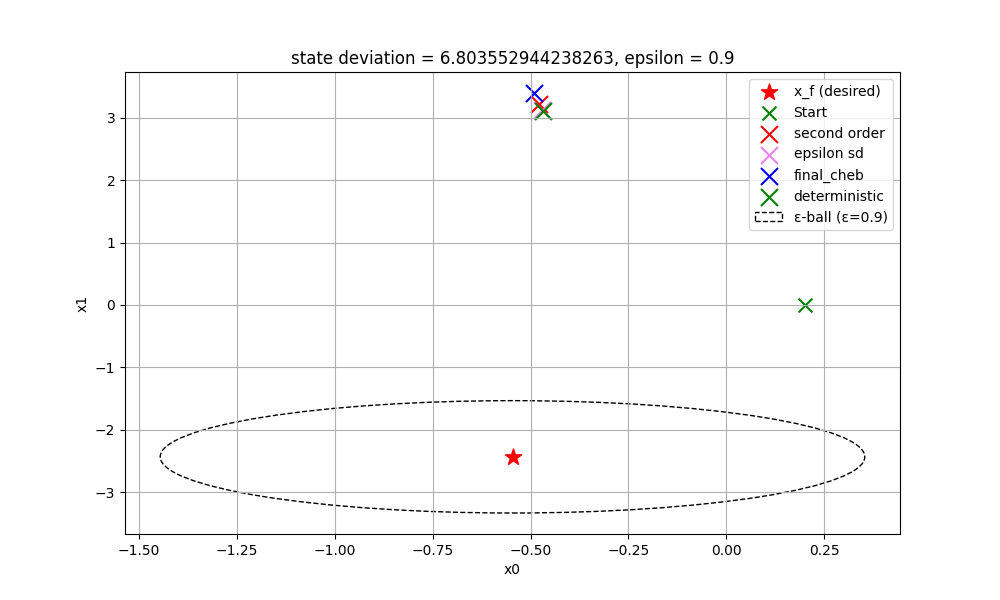 state deviation = 6.803552944238263, epsilon = 0.9
x_f (desired)
Start
second order
epsilon sd
final_cheb
deterministic
ε-ball (ε=0.9)
x1
3
2
1
0
−1
−2
−3
−1.50
−1.25
−1.00
−0.75
−0.50
−0.25
0.00
0.25
x0